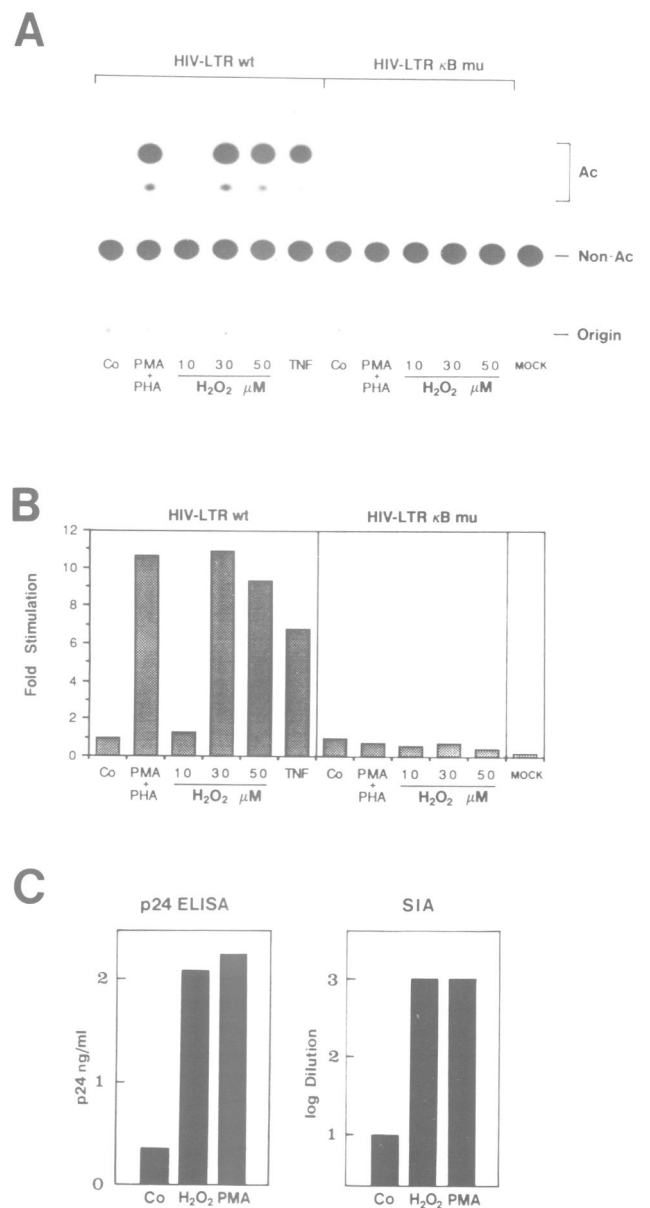 A
HIV-LTR wt HIV-LTR κB mu
Ac
Non-Ac
Origin
Co PMA + PHA 10 30 50 TNF Co PMA + PHA 10 30 50 MOCK
H₂O₂ μM H₂O₂ μM
B
HIV-LTR wt HIV-LTR κB mu
Fold Stimulation
12
10
8
6
4
2
0
Co PMA + PHA 10 30 50 TNF Co PMA + PHA 10 30 50 MOCK
H₂O₂ μM H₂O₂ μM
C
p24 ELISA
p24 ng/ml
2
1
0
Co H₂O₂ PMA
SIA
log Dilution
3
2
1
Co H₂O₂ PMA